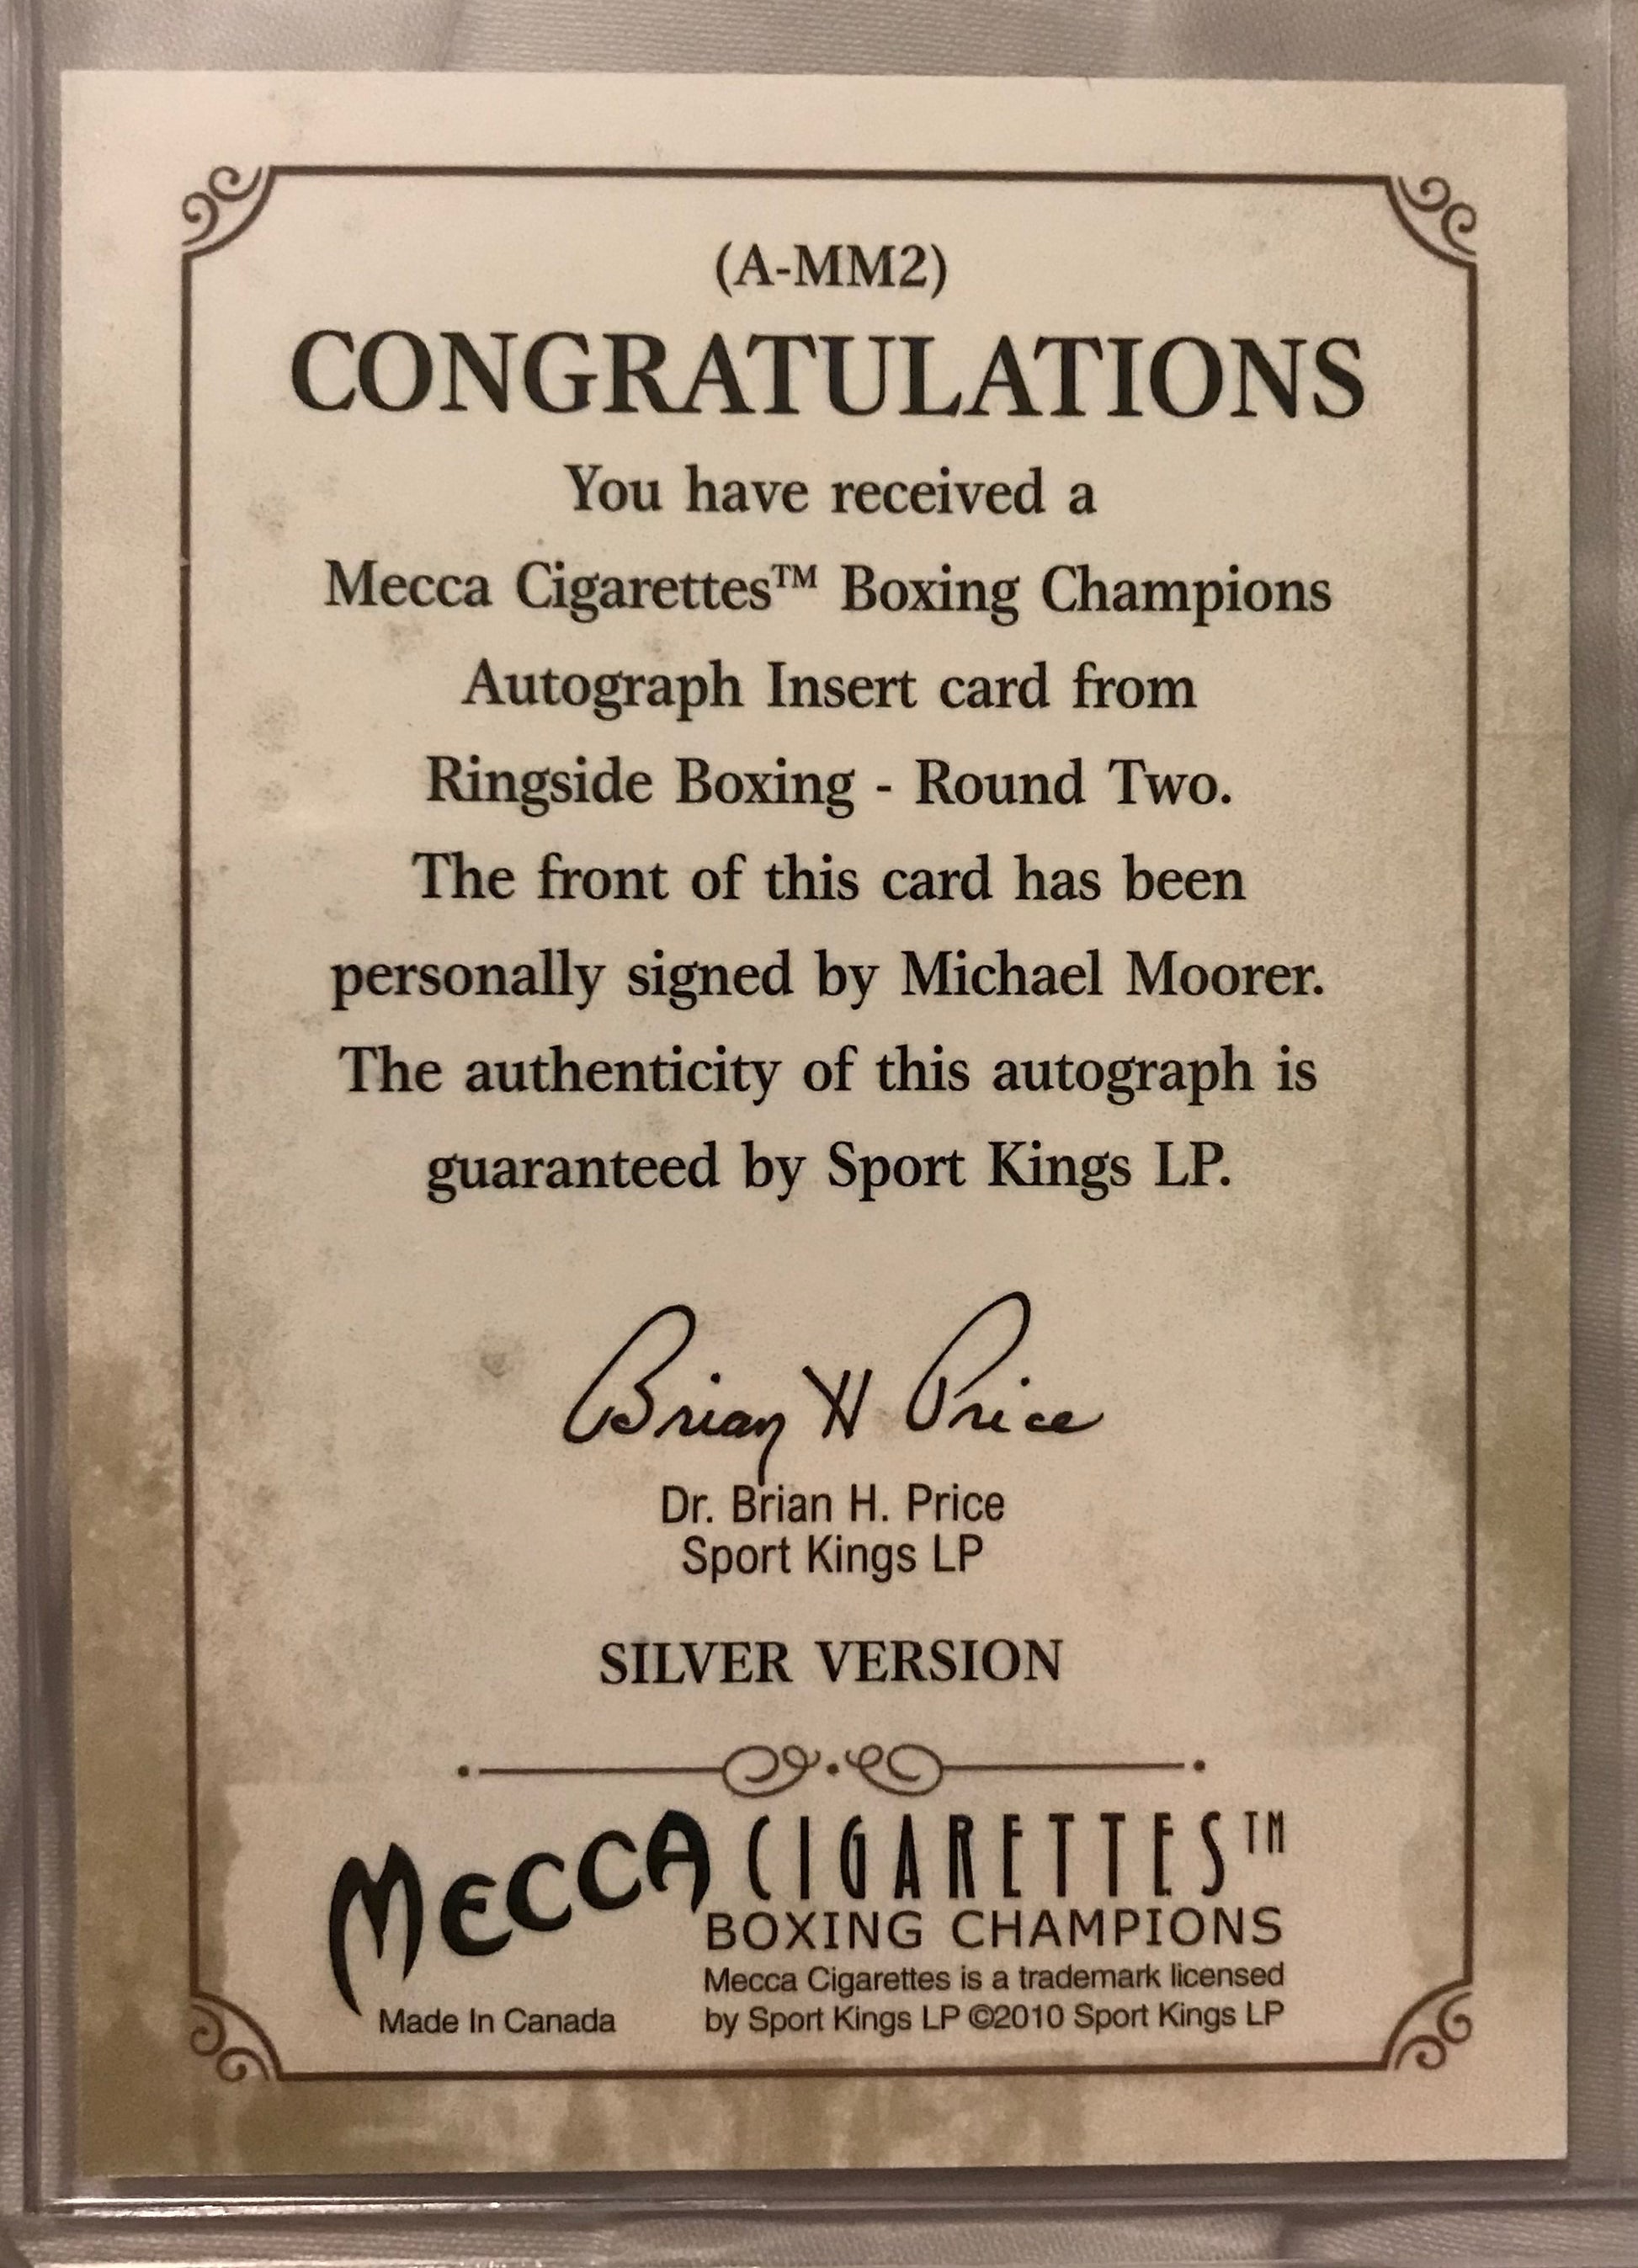 (A-MM2)
CONGRATULATIONS
You have received a
Mecca Cigarettes™ Boxing Champions
Autograph Insert card from
Ringside Boxing - Round Two.
The front of this card has been
personally signed by Michael Moorer.
The authenticity of this autograph is
guaranteed by Sport Kings LP.
Brian H Price
Dr. Brian H. Price
Sport Kings LP
SILVER VERSION
MECCA CIGARETTES™
BOXING CHAMPIONS
Mecca Cigarettes is a trademark licensed
by Sport Kings LP ©2010 Sport Kings LP
Made In Canada